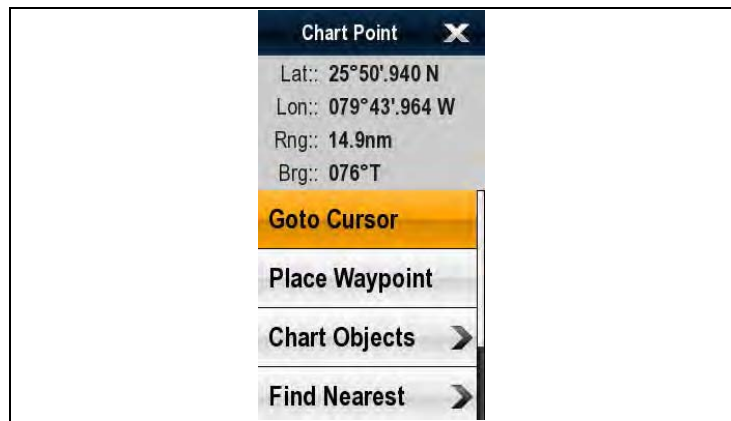 Chart Point
Lat:: 25°50'.940 N
Lon:: 079°43'.964 W
Rng:: 14.9nm
Brg:: 076°T
Goto Cursor
Place Waypoint
Chart Objects
Find Nearest